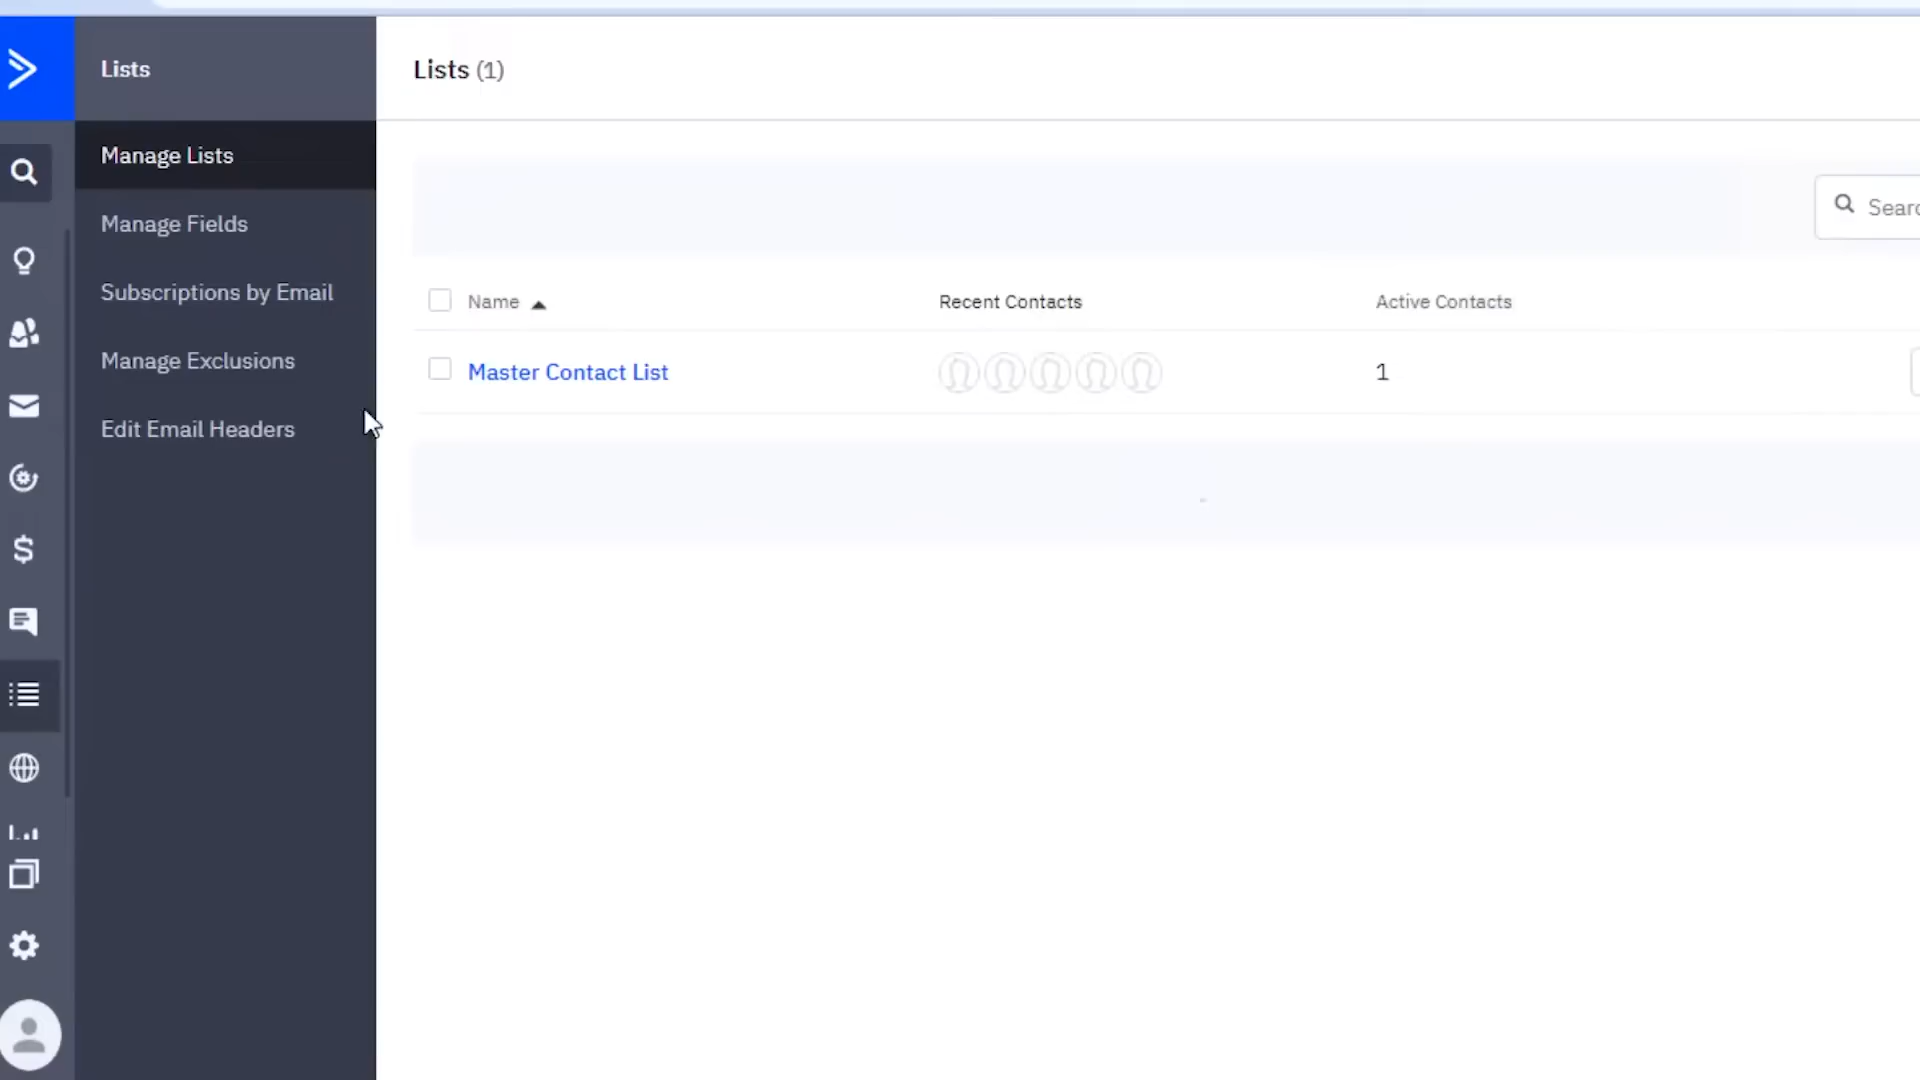 Lists
Manage Lists
Manage Fields
Subscriptions by Email
Manage Exclusions
Edit Email Headers
Lists (1)
Name Recent Contacts Active Contacts
Master Contact List 1